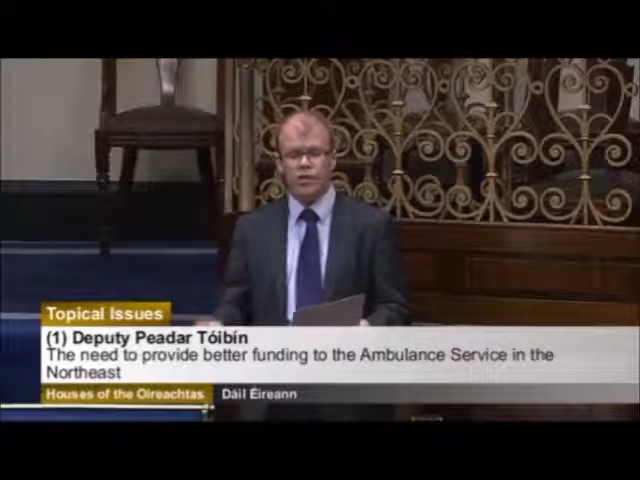 Topical Issues
(1) Deputy Peadar Tóibín
The need to provide better funding to the Ambulance Service in the
Northeast
Houses of the Oireachtas Dáil Éireann